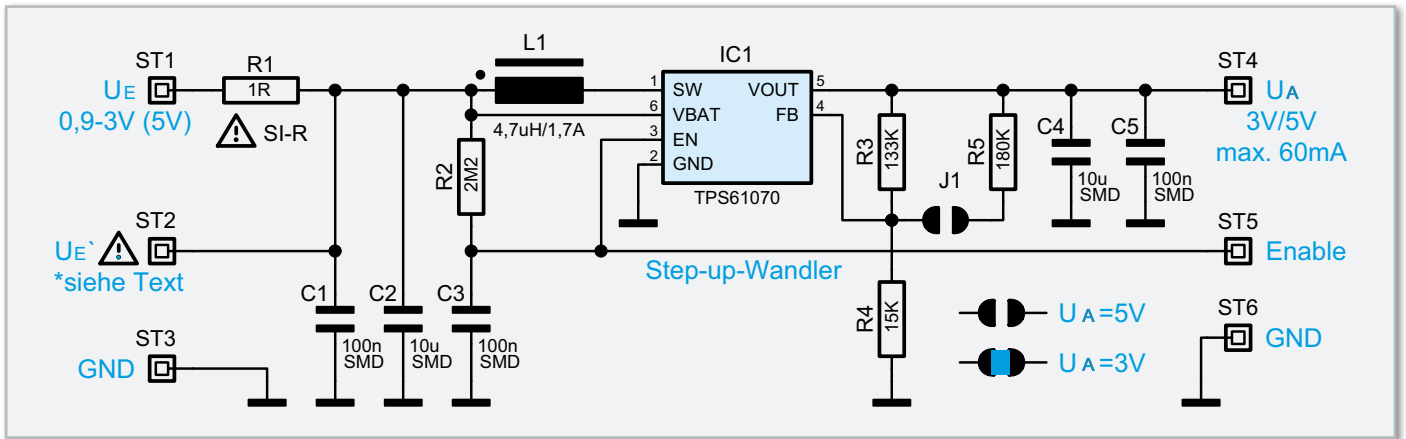 ST1
R1
L1
IC1
ST4
UE
1R
0,9-3V (5V)
SI-R
4,7uH/1,7A
1
SW
VOUT
5
6
VBAT
FB
4
3
EN
2
GND
TPS61070
R2
2M2
R3
133K
R5
180K
J1
C4
10u
SMD
C5
100n
SMD
UA
3V/5V
max. 60mA
ST2
UE`
*siehe Text
ST5
Enable
Step-up-Wandler
C1
100n
SMD
C2
10u
SMD
C3
100n
SMD
R4
15K
UA=5V
UA=3V
ST3
GND
ST6
GND